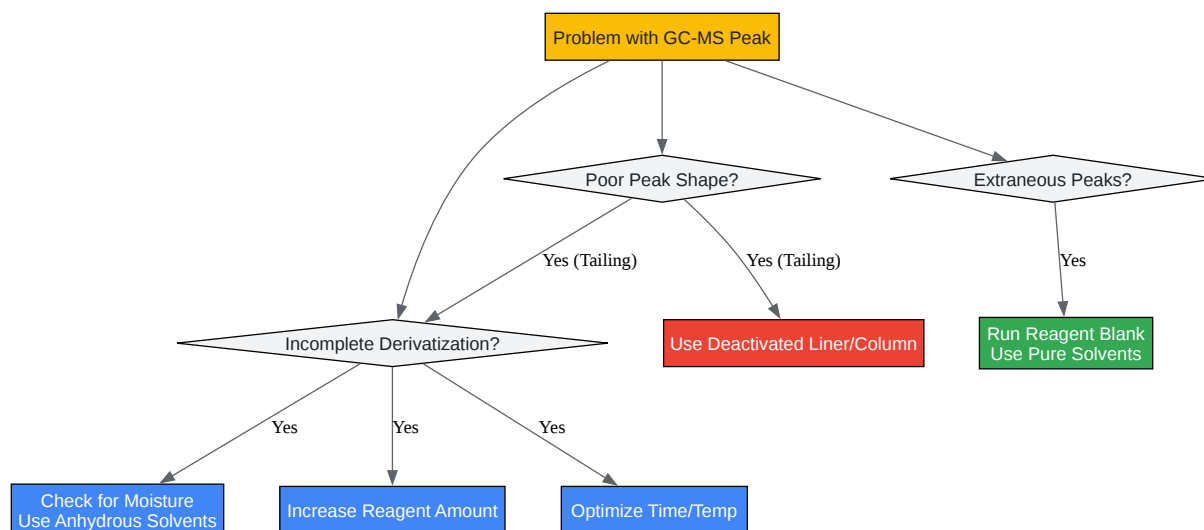 Problem with GC-MS Peak
Poor Peak Shape?
Extraneous Peaks?
Yes (Tailing)
Yes (Tailing)
Yes
Incomplete Derivatization?
Use Deactivated Liner/Column
Run Reagent Blank
Use Pure Solvents
Yes
Yes
Yes
Check for Moisture
Use Anhydrous Solvents
Increase Reagent Amount
Optimize Time/Temp